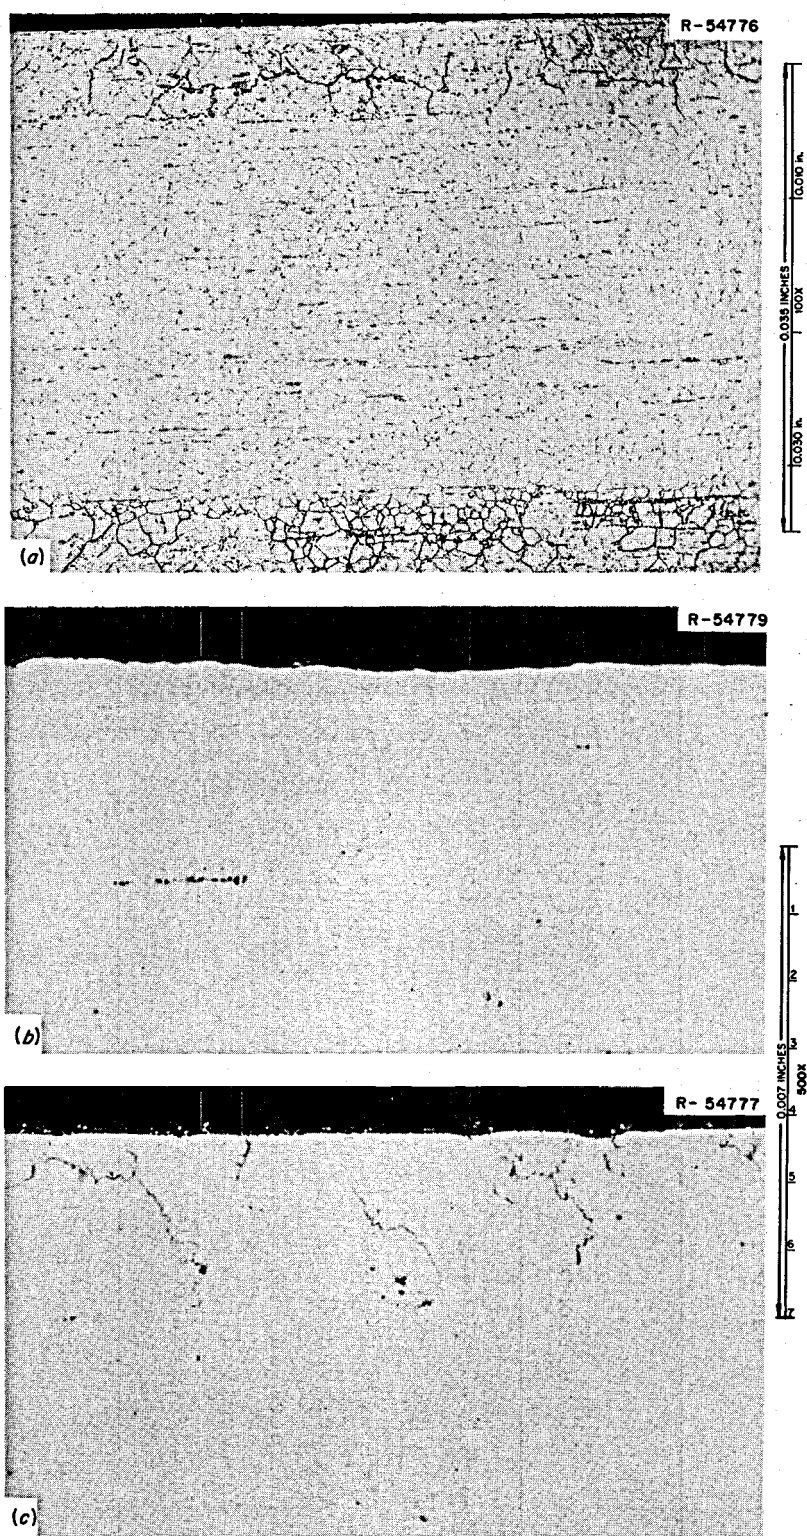 R-54776
0.010 in.
0.035 INCHES
100X
0.030 in.
(a)
R-54779
(b)
1
2
3
0.007 INCHES
500X
4
R- 54777
5
6
7
(c)